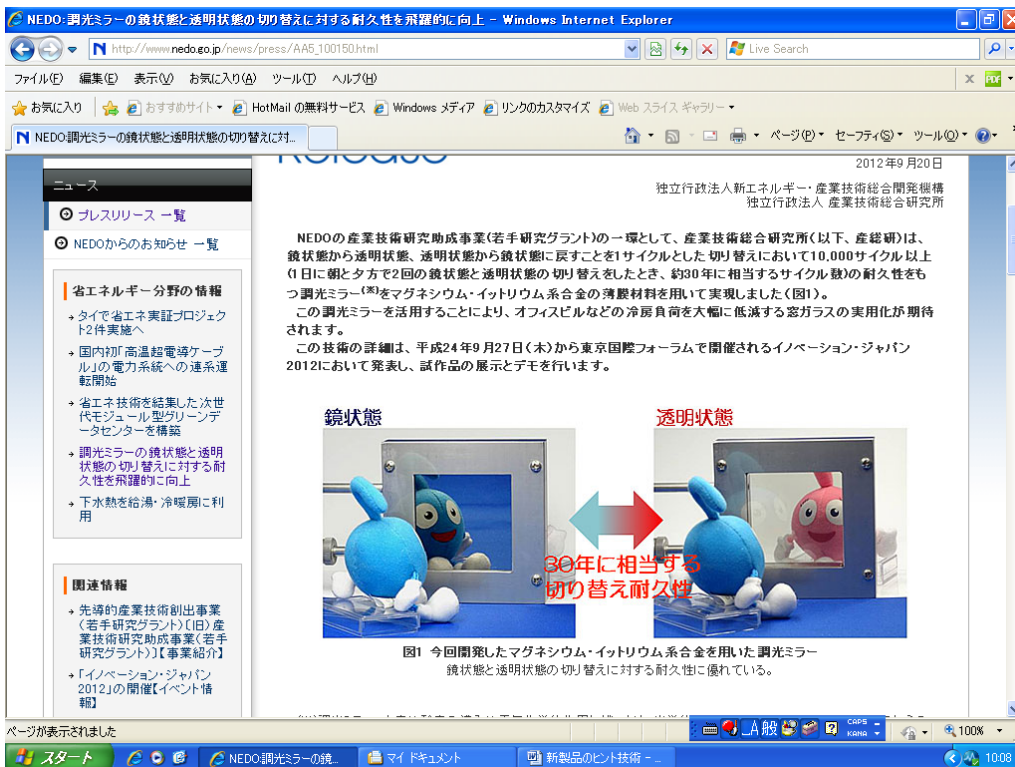 NEDO:調光ミラーの鏡状態と透明状態の切り替えに対する耐久性を飛躍的に向上 - Windows Internet Explorer
http://www.nedo.go.jp/news/press/AA5_100150.html
Live Search
ファイル(F) 編集(E) 表示(V) お気に入り(A) ツール(T) ヘルプ(H)
PDF
お気に入り おすすめサイト HotMail の無料サービス Windows メディア リンクのカスタマイズ Web スライス ギャラリー
NEDO:調光ミラーの鏡状態と透明状態の切り替えに対...
ページ(P) セーフティ(S) ツール(O)
Release
2012年9月20日
独立行政法人新エネルギー・産業技術総合開発機構
独立行政法人 産業技術総合研究所
ニュース
プレスリリース 一覧
NEDOからのお知らせ 一覧
省エネルギー分野の情報
タイで省エネ実証プロジェク
ト2件実施へ
国内初「高温超電導ケーブ
ル」の電力系統への連系運
転開始
省エネ技術を結集した次世
代モジュール型グリーンデ
ータセンターを構築
調光ミラーの鏡状態と透明
状態の切り替えに対する耐
久性を飛躍的に向上
下水熱を給湯・冷暖房に利
用
関連情報
先導的産業技術創出事業
(若手研究グラント)〔(旧)産
業技術研究助成事業(若手
研究グラント)〕【事業紹介】
「イノベーション・ジャパン
2012」の開催【イベント情
報】
NEDOの産業技術研究助成事業(若手研究グラント)の一環として、産業技術総合研究所(以下、産総研)は、
鏡状態から透明状態、透明状態から鏡状態に戻すことを1サイクルとした切り替えにおいて10,000サイクル以上
(1日に朝と夕方で2回の鏡状態と透明状態の切り替えをしたとき、約30年に相当するサイクル数)の耐久性をも
つ調光ミラー(※)をマグネシウム・イットリウム系合金の薄膜材料を用いて実現しました(図1)。
この調光ミラーを活用することにより、オフィスビルなどの冷房負荷を大幅に低減する窓ガラスの実用化が期待
されます。
この技術の詳細は、平成24年9月27日(木)から東京国際フォーラムで開催されるイノベーション・ジャパン
2012において発表し、試作品の展示とデモを行います。
鏡状態 透明状態
30年に相当する
切り替え耐久性
図1 今回開発したマグネシウム・イットリウム系合金を用いた調光ミラー
鏡状態と透明状態の切り替えに対する耐久性に優れている。
ページが表示されました
A 般 CAPS KANA
100%
スタート NEDO:調光ミラーの鏡... マイ ドキュメント 新製品のヒント技術 - ... 10:08